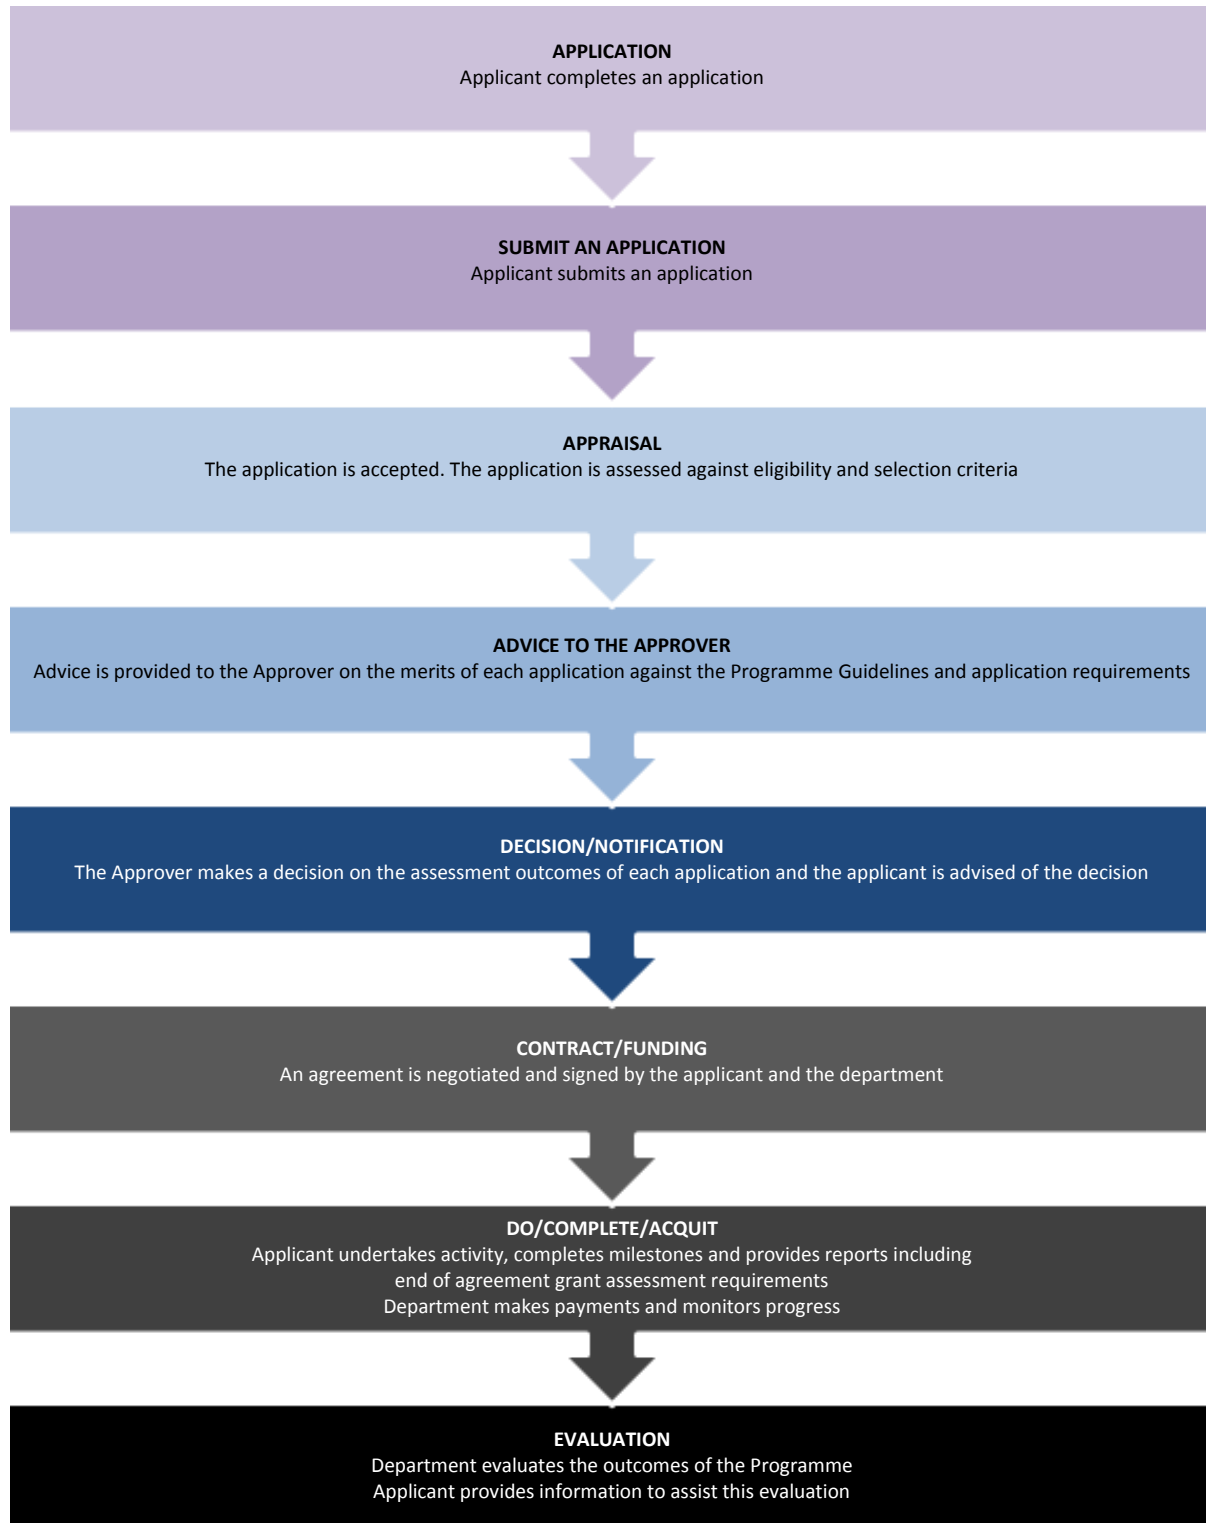 APPLICATION
Applicant completes an application
SUBMIT AN APPLICATION
Applicant submits an application
APPRAISAL
The application is accepted. The application is assessed against eligibility and selection criteria
ADVICE TO THE APPROVER
Advice is provided to the Approver on the merits of each application against the Programme Guidelines and application requirements
DECISION/NOTIFICATION
The Approver makes a decision on the assessment outcomes of each application and the applicant is advised of the decision
CONTRACT/FUNDING
An agreement is negotiated and signed by the applicant and the department
DO/COMPLETE/ACQUIT
Applicant undertakes activity, completes milestones and provides reports including
end of agreement grant assessment requirements
Department makes payments and monitors progress
EVALUATION
Department evaluates the outcomes of the Programme
Applicant provides information to assist this evaluation